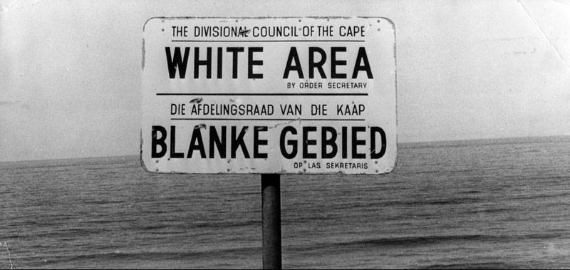 THE DIVISIONAL COUNCIL OF THE CAPE
WHITE AREA
BY ORDER SECRETARY
DIE AFDELINGSRAAD VAN DIE KAAP
BLANKE GEBIED
OP LAS SEKRETARIS